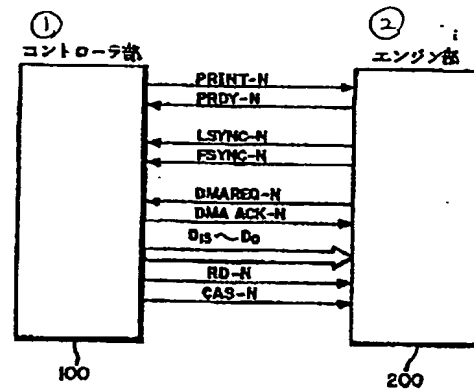 ① ②
コントローラ部 エンジン部
PRINT-N
PRDY-N
LSYNC-N
FSYNC-N
DMAREQ-N
DMA ACK-N
D15〜D0
RD-N
CAS-N
100 200